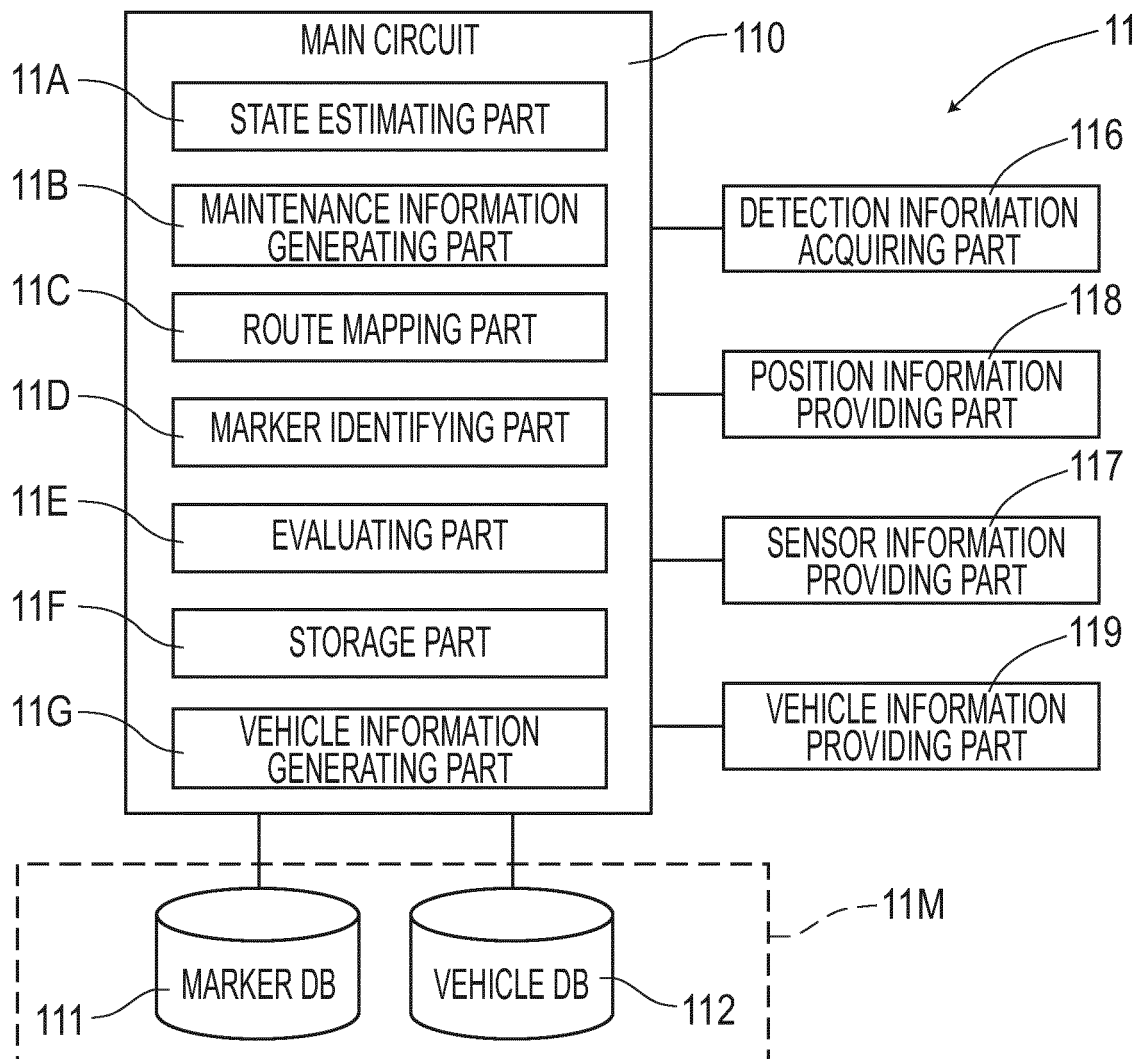 MAIN CIRCUIT
110
11
11A
STATE ESTIMATING PART
11B
MAINTENANCE INFORMATION
GENERATING PART
11C
ROUTE MAPPING PART
11D
MARKER IDENTIFYING PART
11E
EVALUATING PART
11F
STORAGE PART
11G
VEHICLE INFORMATION
GENERATING PART
116
DETECTION INFORMATION
ACQUIRING PART
118
POSITION INFORMATION
PROVIDING PART
117
SENSOR INFORMATION
PROVIDING PART
119
VEHICLE INFORMATION
PROVIDING PART
11M
MARKER DB
111
VEHICLE DB
112